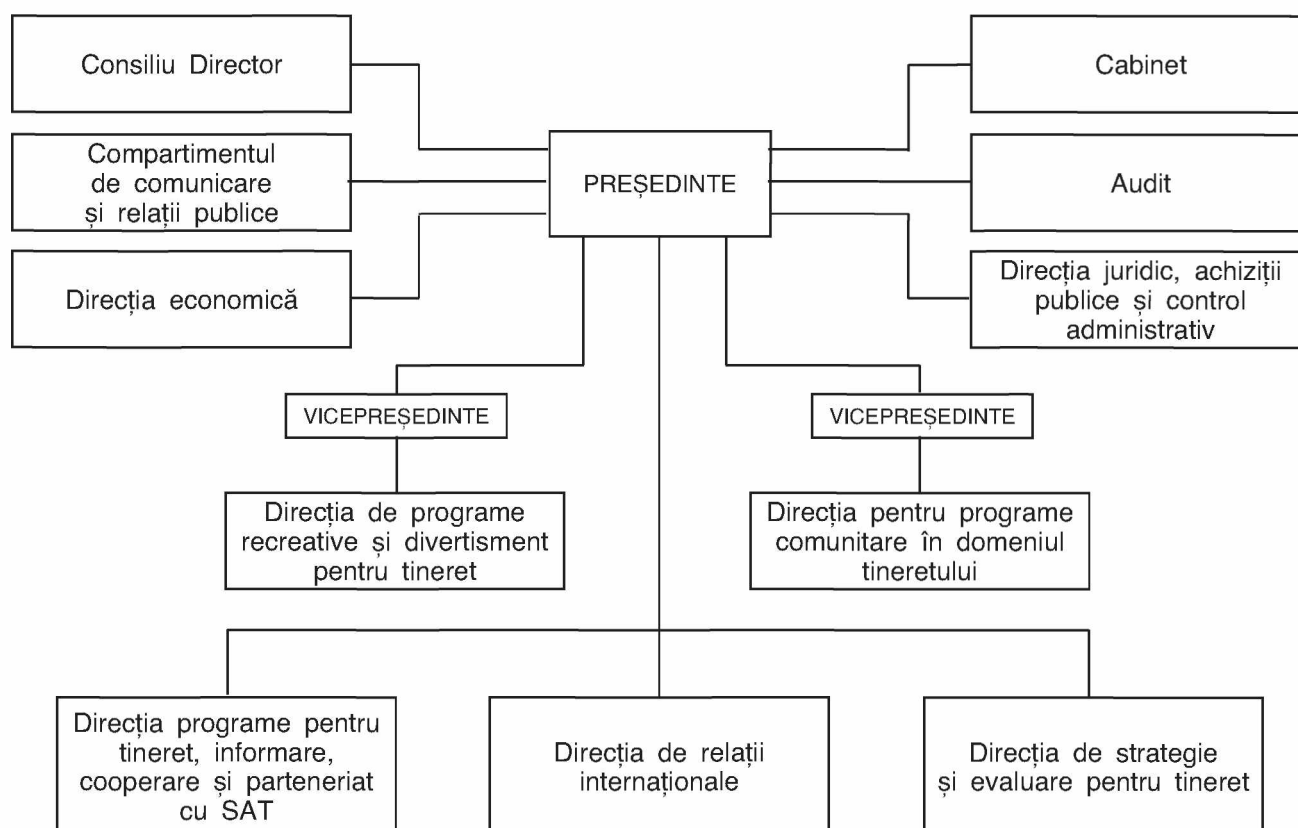 Consiliu Director
Cabinet
Compartimentul
de comunicare
și relații publice
PREȘEDINTE
Audit
Direcția economică
Direcția juridic, achiziții
publice și control
administrativ
VICEPREȘEDINTE
VICEPREȘEDINTE
Direcția de programe
recreative și divertisment
pentru tineret
Direcția pentru programe
comunitare în domeniul
tineretului
Direcția programe pentru
tineret, informare,
cooperare și parteneriat
cu SAT
Direcția de relații
internaționale
Direcția de strategie
și evaluare pentru tineret